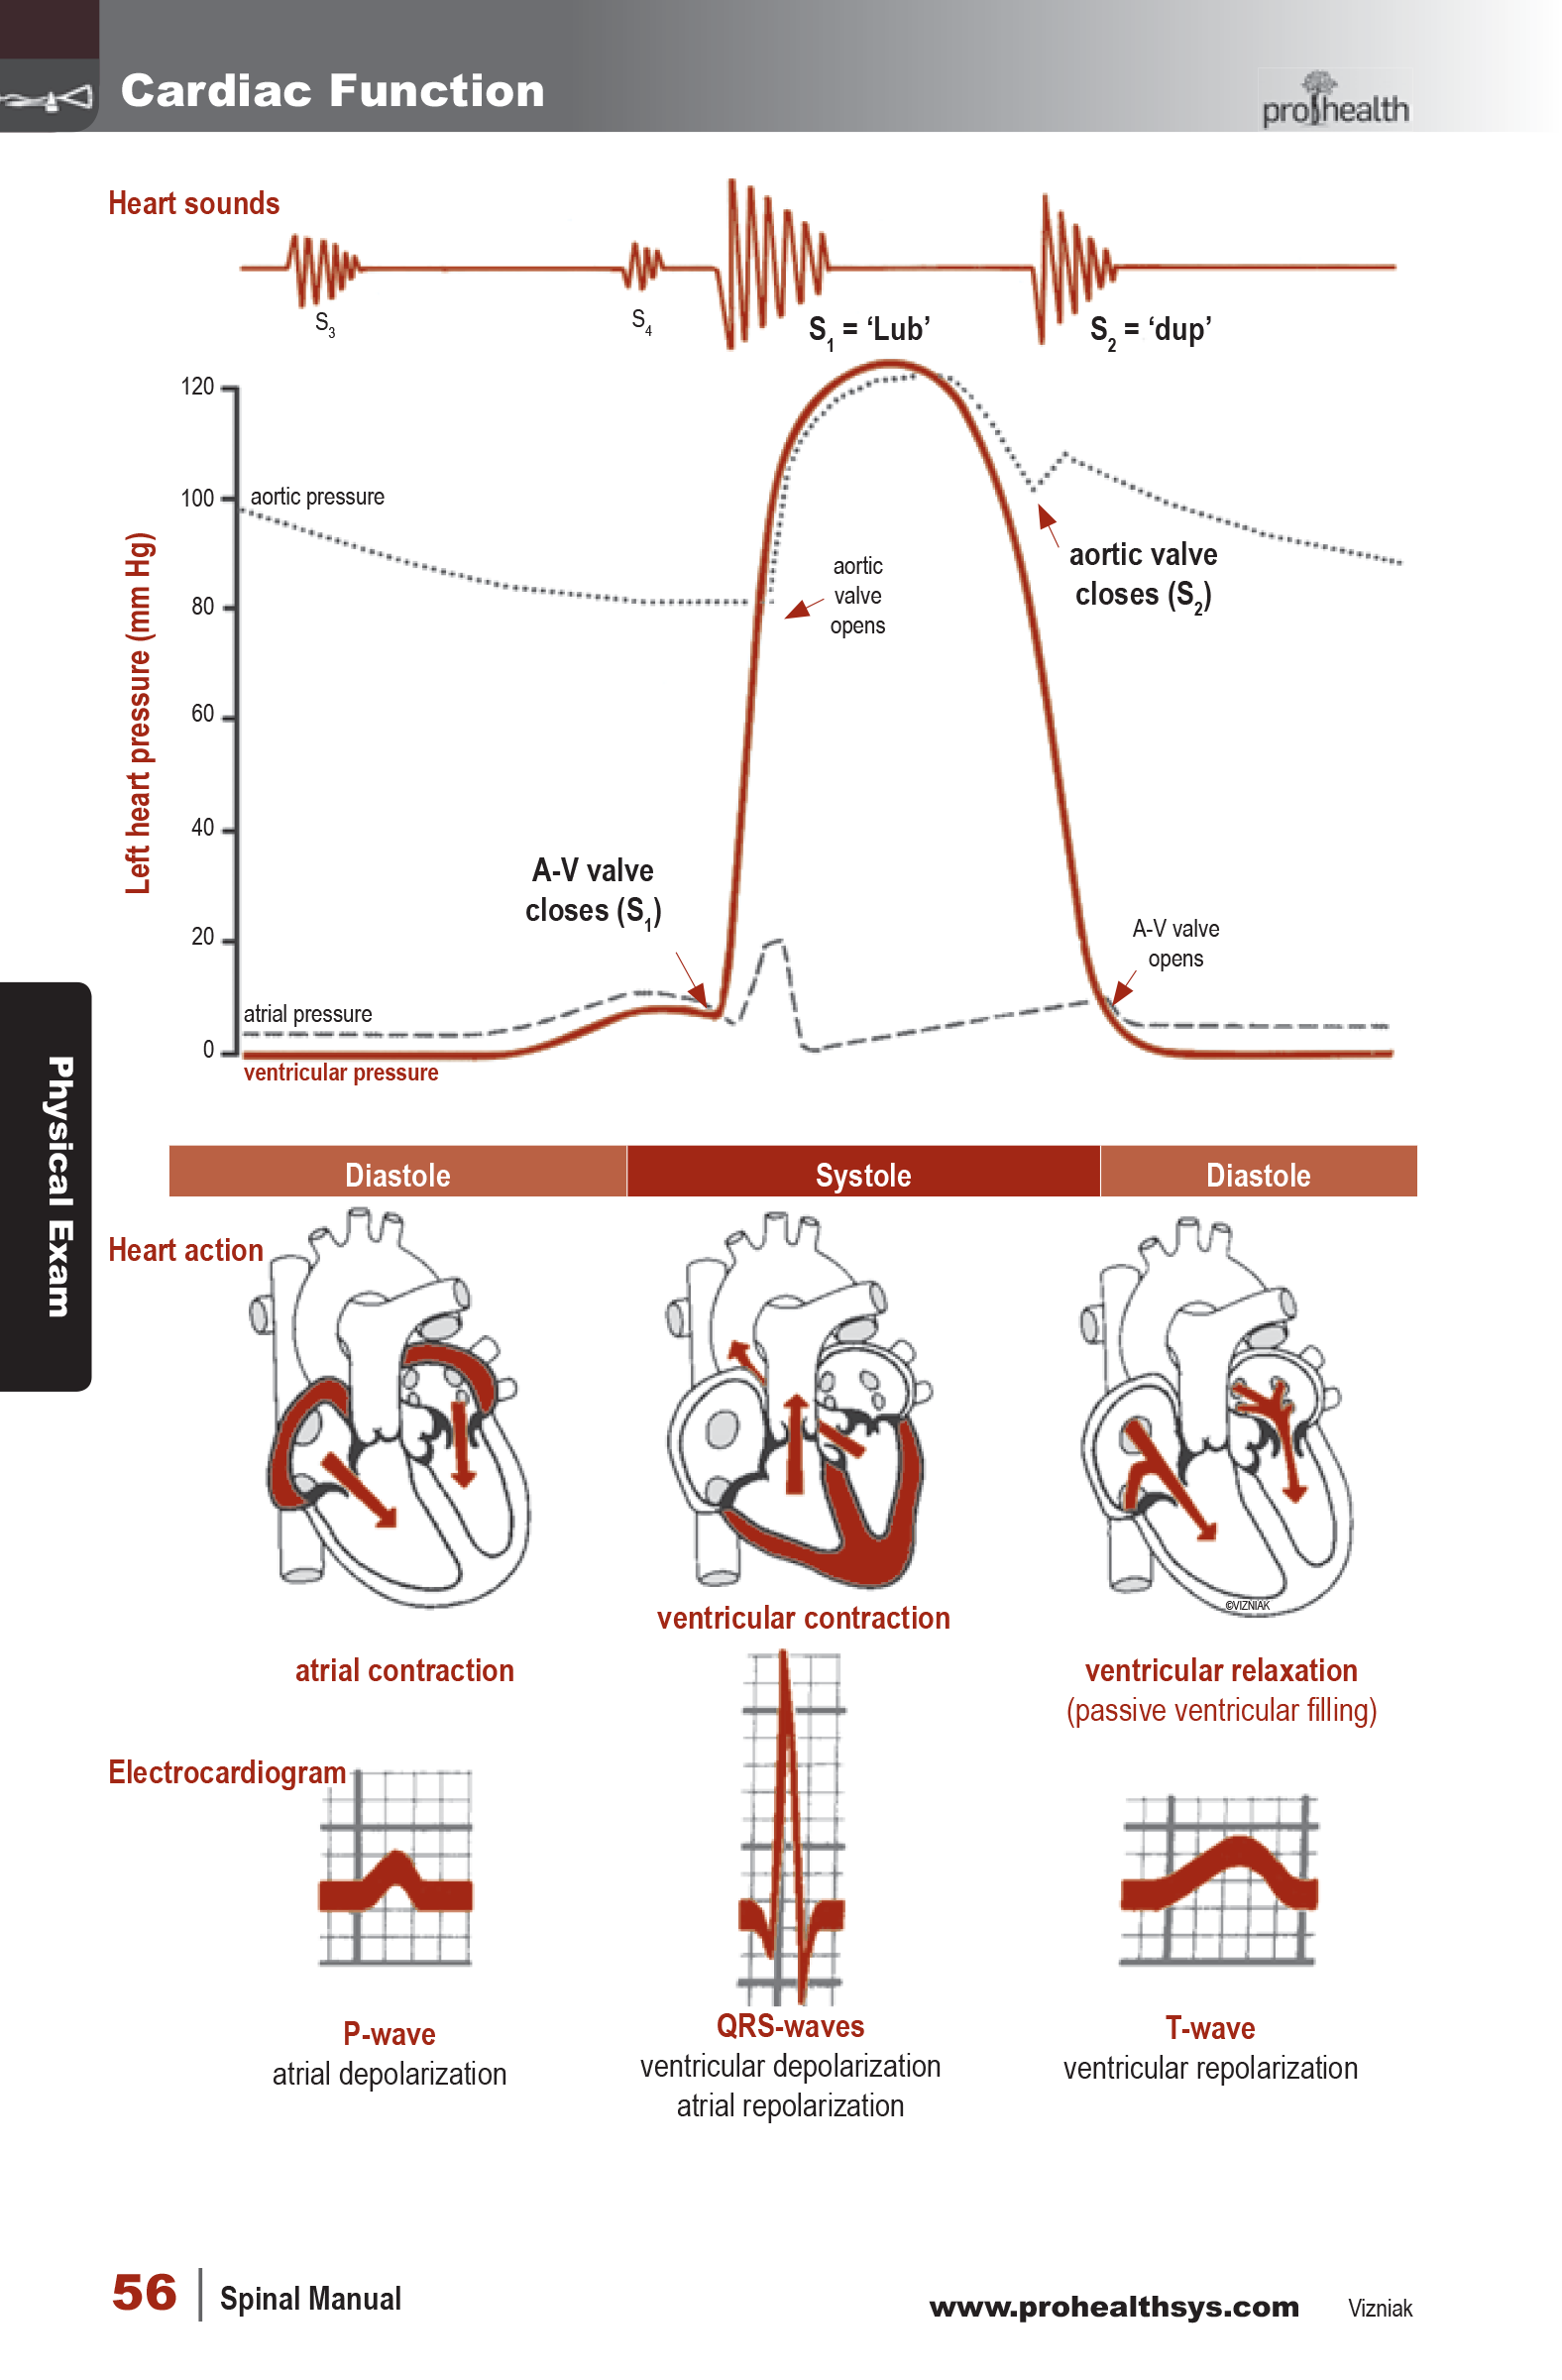 Cardiac Function
prohealth
Heart sounds
S3
S4
S1 = ‘Lub’
S2 = ‘dup’
120
100
80
60
40
20
0
Left heart pressure (mm Hg)
aortic pressure
aortic
valve
opens
aortic valve
closes (S2)
A-V valve
closes (S1)
A-V valve
opens
atrial pressure
ventricular pressure
Diastole
Systole
Diastole
Physical Exam
Heart action
©VIZNIAK
atrial contraction
ventricular contraction
ventricular relaxation
(passive ventricular filling)
Electrocardiogram
P-wave
atrial depolarization
QRS-waves
ventricular depolarization
atrial repolarization
T-wave
ventricular repolarization
56
Spinal Manual
www.prohealthsys.com
Vizniak